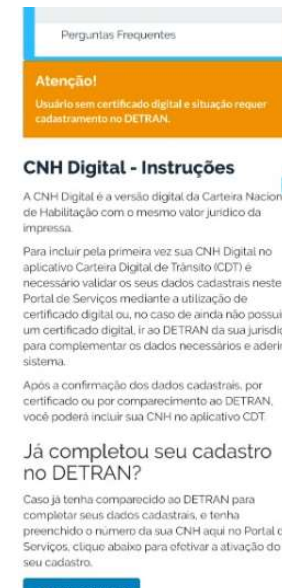 Perguntas Frequentes
Atenção!
Usuário sem certificado digital e situação requer
cadastramento no DETRAN.
CNH Digital - Instruções
A CNH Digital é a versão digital da Carteira Nacion
de Habilitação com o mesmo valor jurídico da
impressa.
Para incluir pela primeira vez sua CNH Digital no
aplicativo Carteira Digital de Trânsito (CDT) é
necessário validar os seus dados cadastrais neste
Portal de Serviços mediante a utilização de
certificado digital ou, no caso de ainda não possui
um certificado digital, ir ao DETRAN da sua jurisdiç
para complementar os dados necessários e aderir
sistema.
Após a confirmação dos dados cadastrais, por
certificado ou por comparecimento ao DETRAN,
você poderá incluir sua CNH no aplicativo CDT.
Já completou seu cadastro
no DETRAN?
Caso já tenha comparecido ao DETRAN para
completar seus dados cadastrais, e tenha
preenchido o número da sua CNH aqui no Portal d
Serviços, clique abaixo para efetivar a ativação do
seu cadastro.